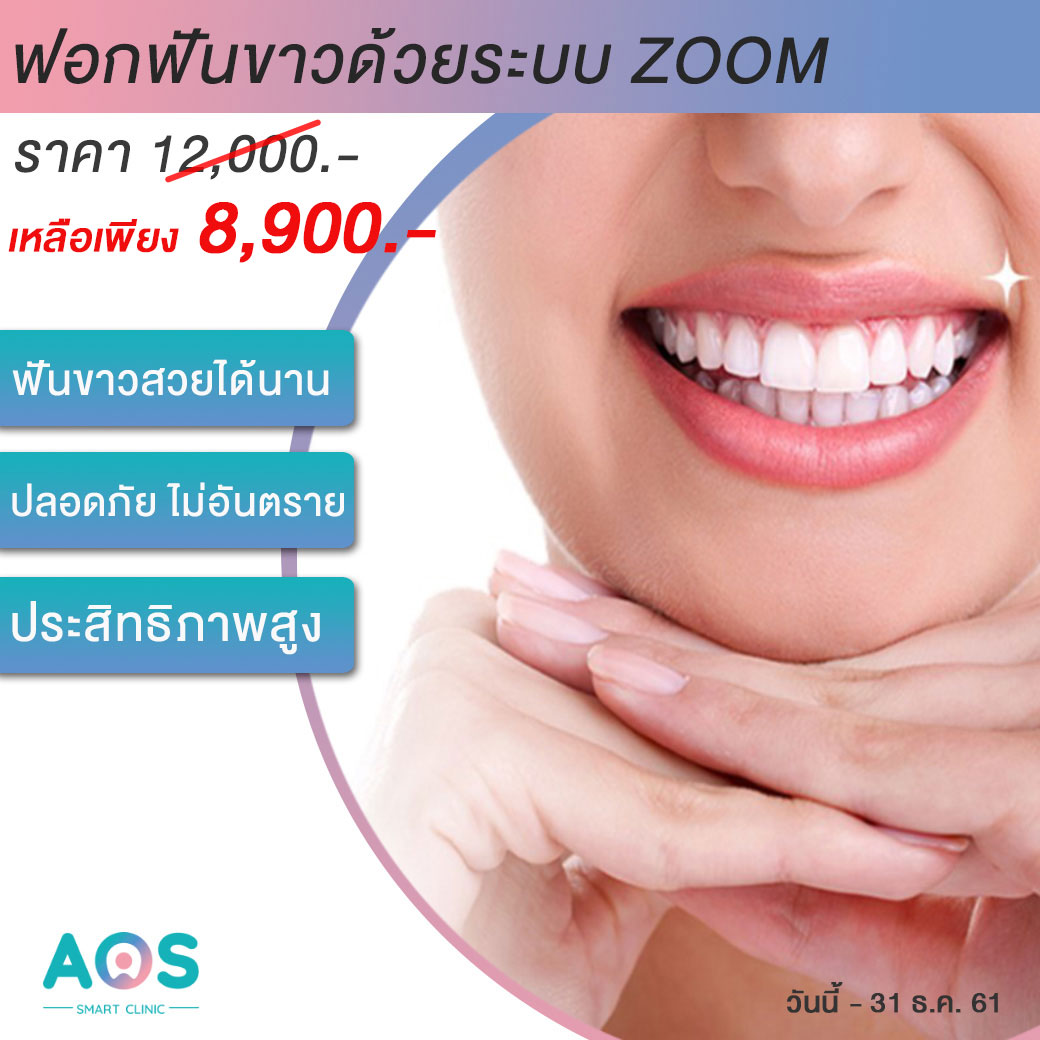 ฟอกฟันขาวด้วยระบบ ZOOM
ราคา 12,000.-
เหลือเพียง 8,900.-
ฟันขาวสวยได้นาน
ปลอดภัย ไม่อันตราย
ประสิทธิภาพสูง
AOS
SMART CLINIC
วันนี้ - 31 ธ.ค. 61